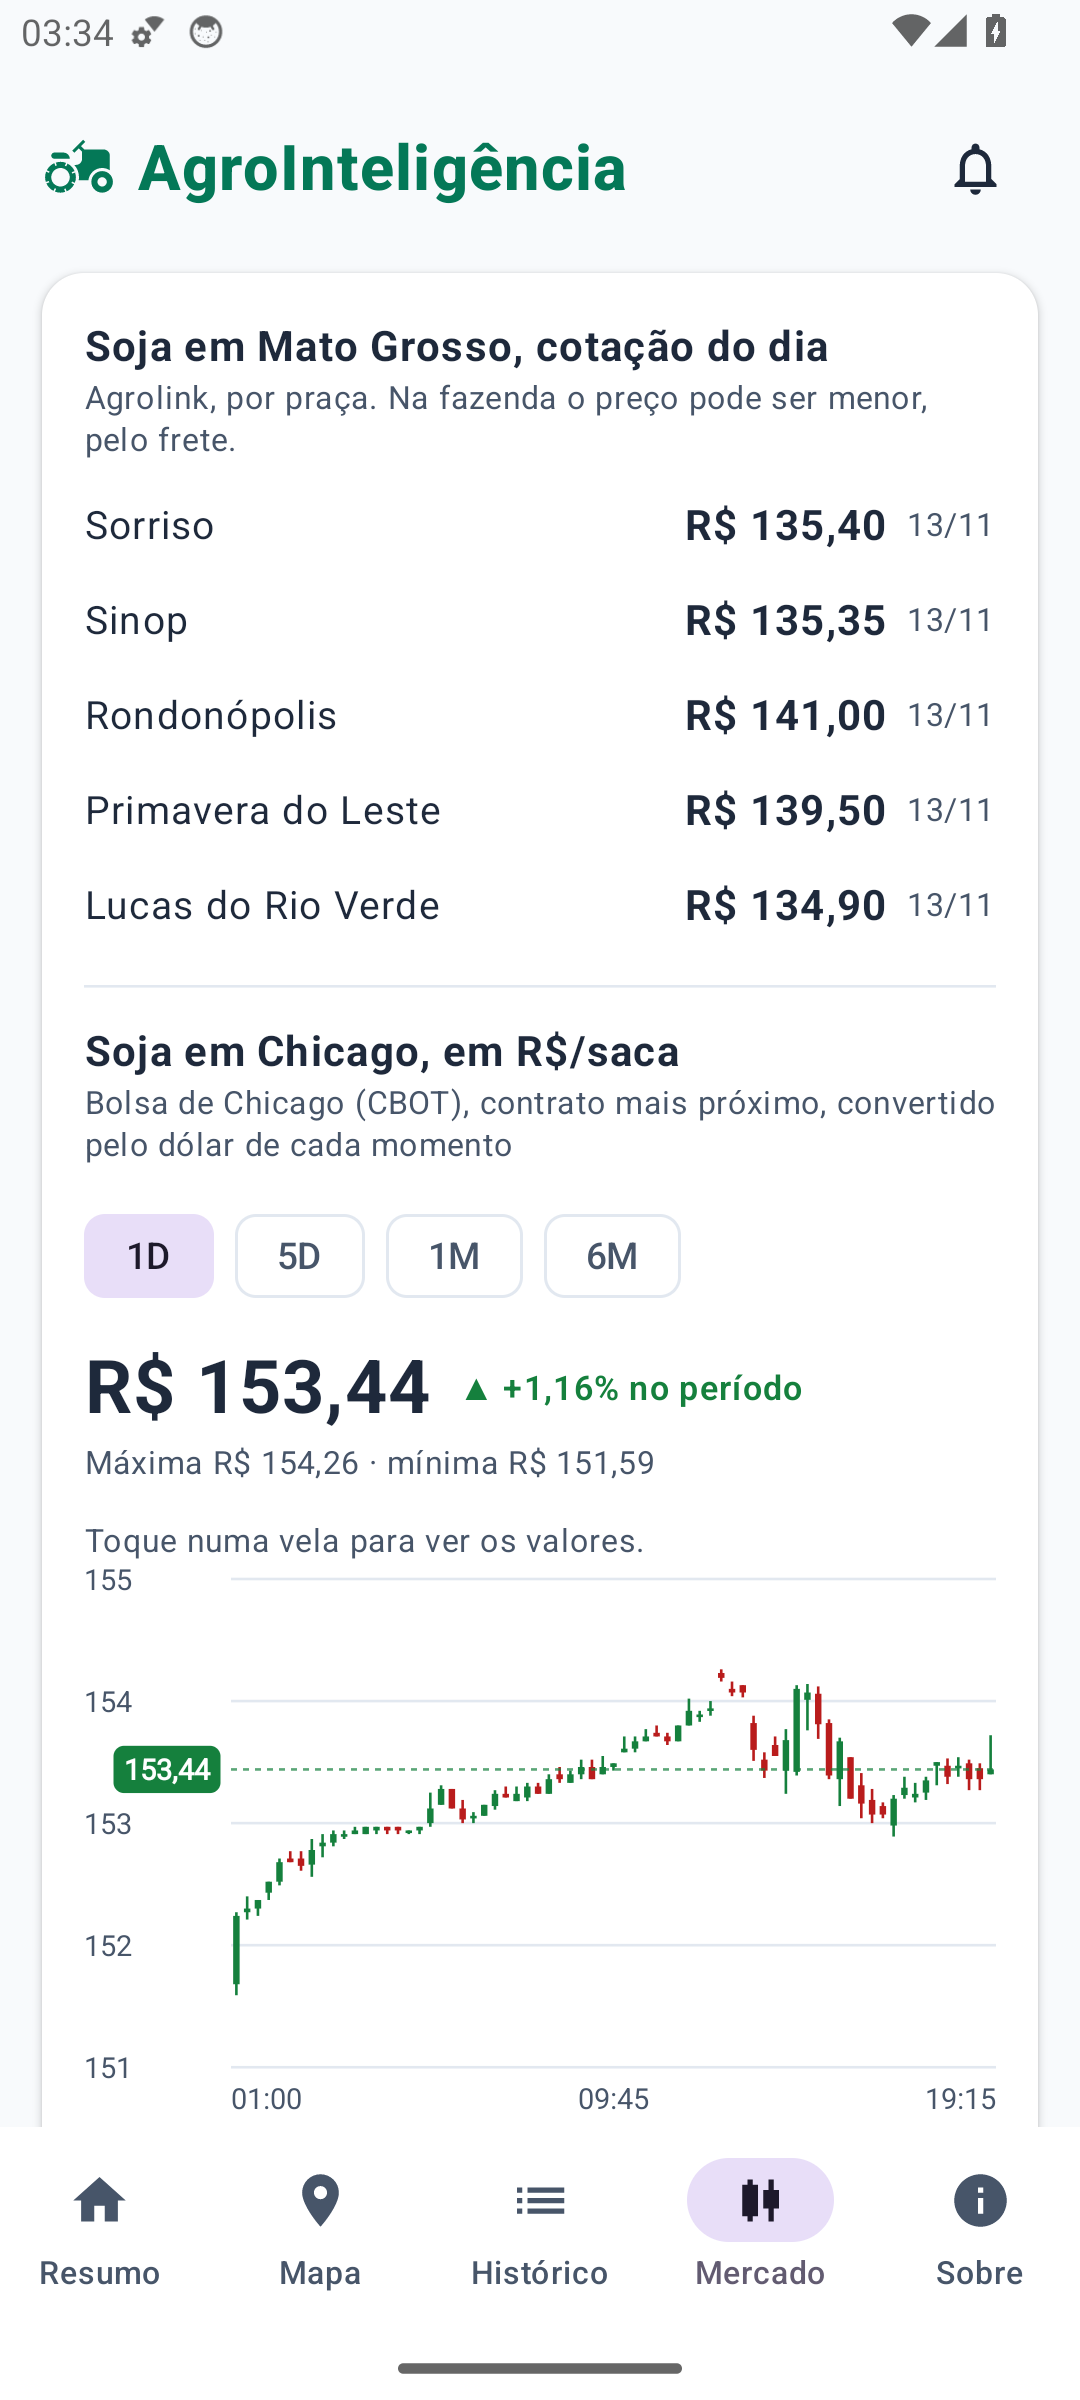 03:34
AgroInteligência
Soja em Mato Grosso, cotação do dia
Agrolink, por praça. Na fazenda o preço pode ser menor,
pelo frete.
Sorriso R$ 135,40 13/11
Sinop R$ 135,35 13/11
Rondonópolis R$ 141,00 13/11
Primavera do Leste R$ 139,50 13/11
Lucas do Rio Verde R$ 134,90 13/11
Soja em Chicago, em R$/saca
Bolsa de Chicago (CBOT), contrato mais próximo, convertido
pelo dólar de cada momento
1D 5D 1M 6M
R$ 153,44 ▲ +1,16% no período
Máxima R$ 154,26 · mínima R$ 151,59
Toque numa vela para ver os valores.
155
154
153,44
153
152
151
01:00 09:45 19:15
Resumo Mapa Histórico Mercado Sobre